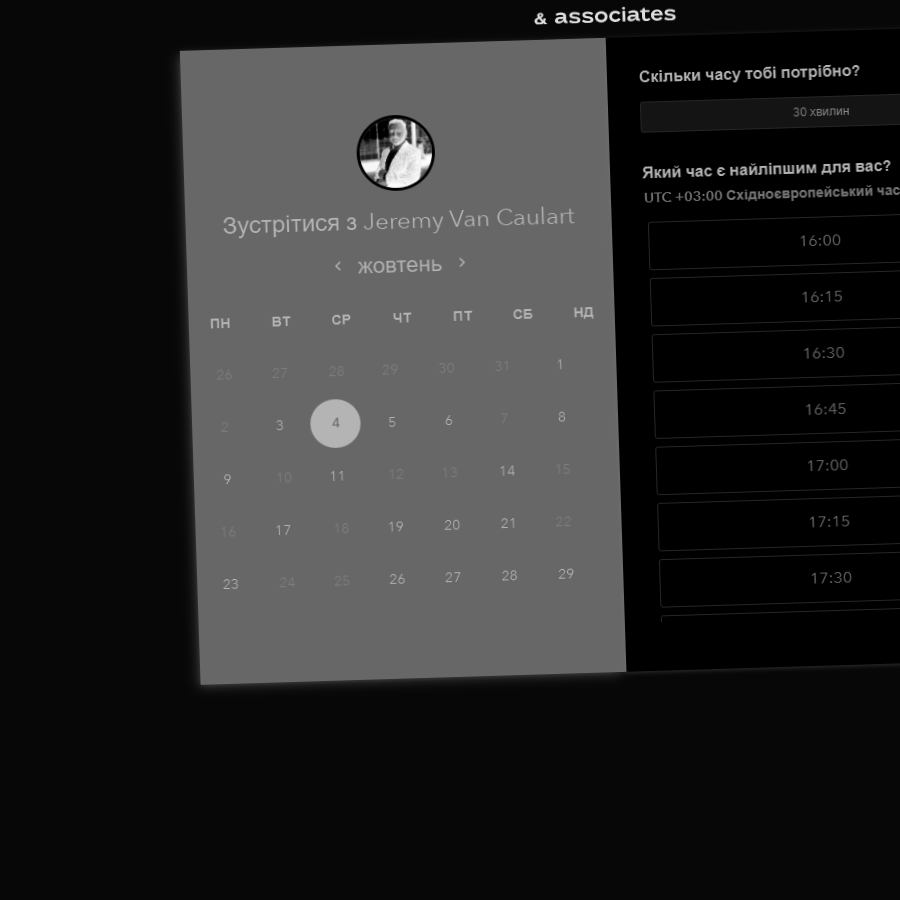 & associates
Зустрітися з Jeremy Van Caulart
жовтень
ПН ВТ СР ЧТ ПТ СБ НД
26 27 28 29 30 31 1
2 3 4 5 6 7 8
9 10 11 12 13 14 15
16 17 18 19 20 21 22
23 24 25 26 27 28 29
Скільки часу тобі потрібно?
30 хвилин
Який час є найліпшим для вас?
UTC +03:00 Східноєвропейський час
16:00
16:15
16:30
16:45
17:00
17:15
17:30